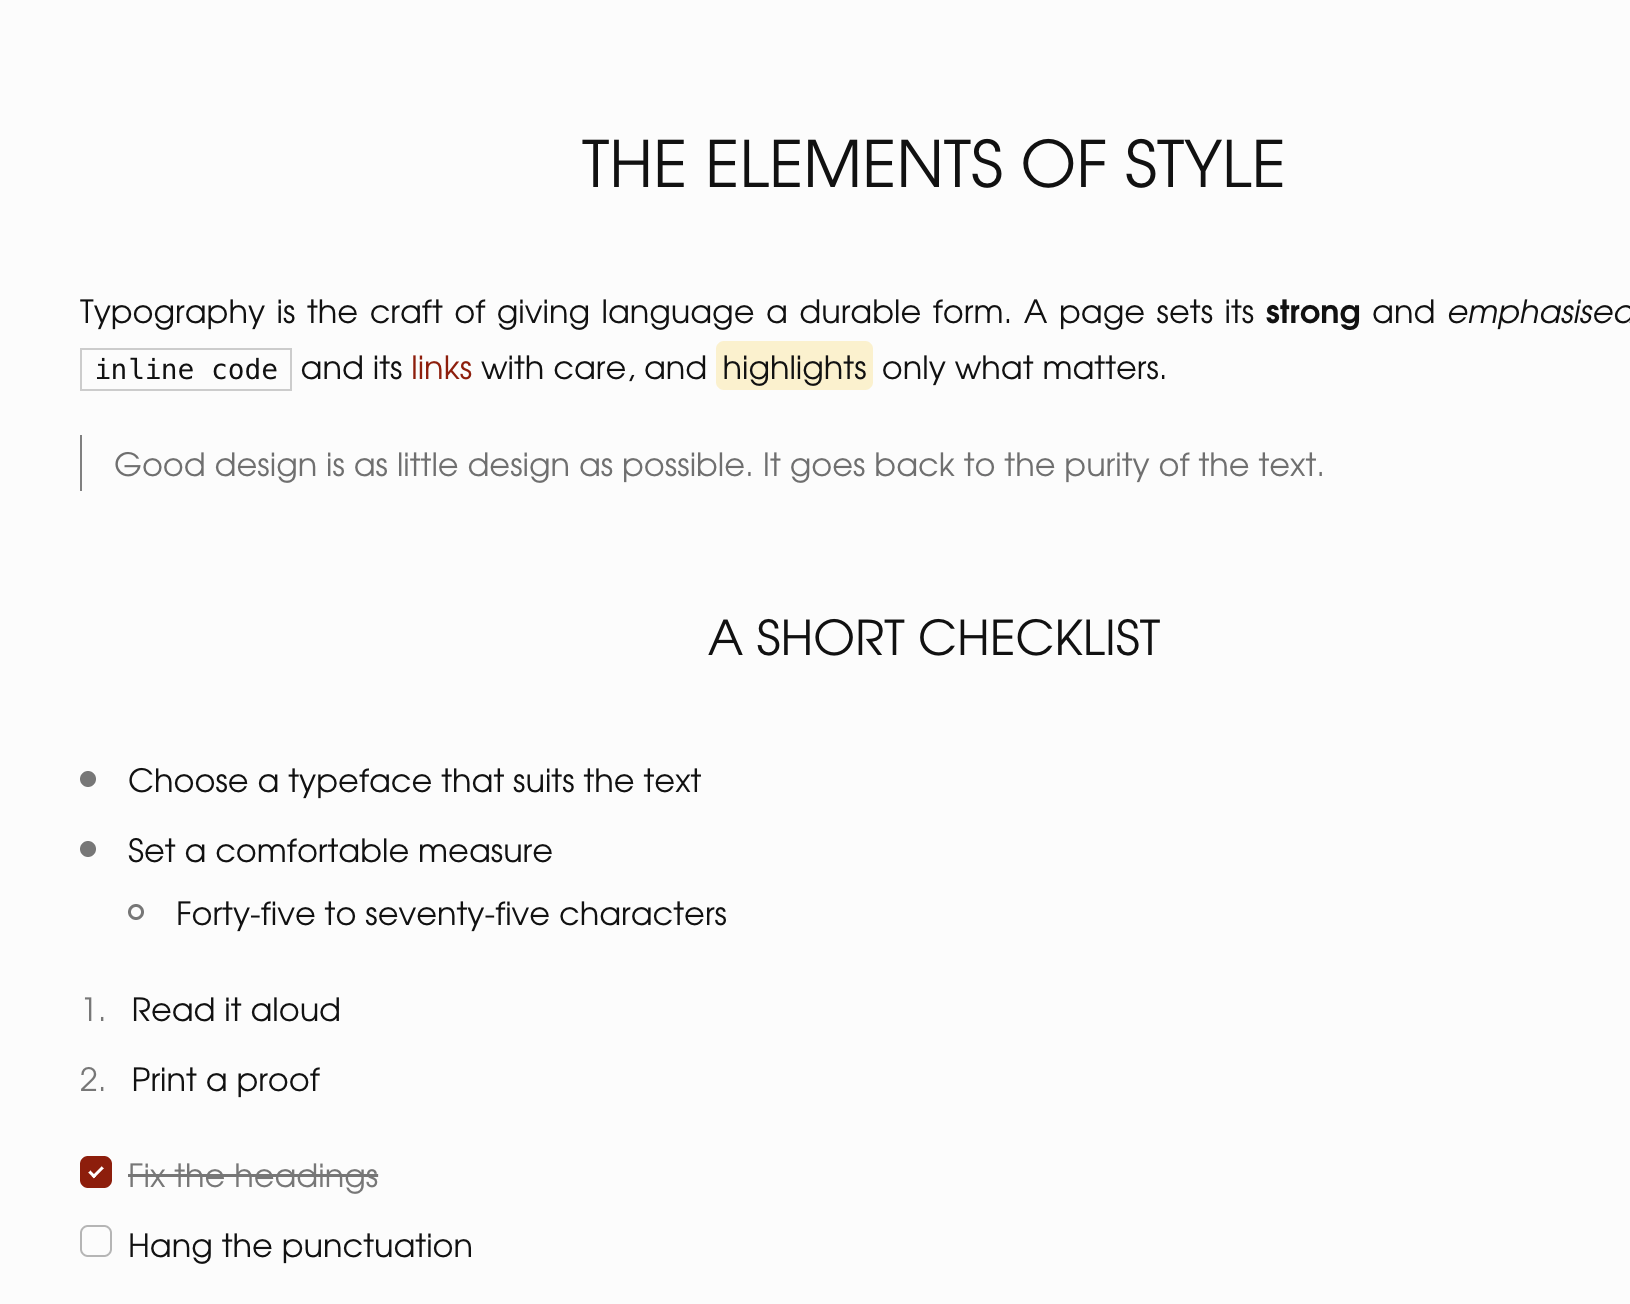 THE ELEMENTS OF STYLE
Typography is the craft of giving language a durable form. A page sets its strong and emphasised
inline code and its links with care, and highlights only what matters.
Good design is as little design as possible. It goes back to the purity of the text.
A SHORT CHECKLIST
Choose a typeface that suits the text
Set a comfortable measure
Forty-five to seventy-five characters
1. Read it aloud
2. Print a proof
Fix the headings
Hang the punctuation